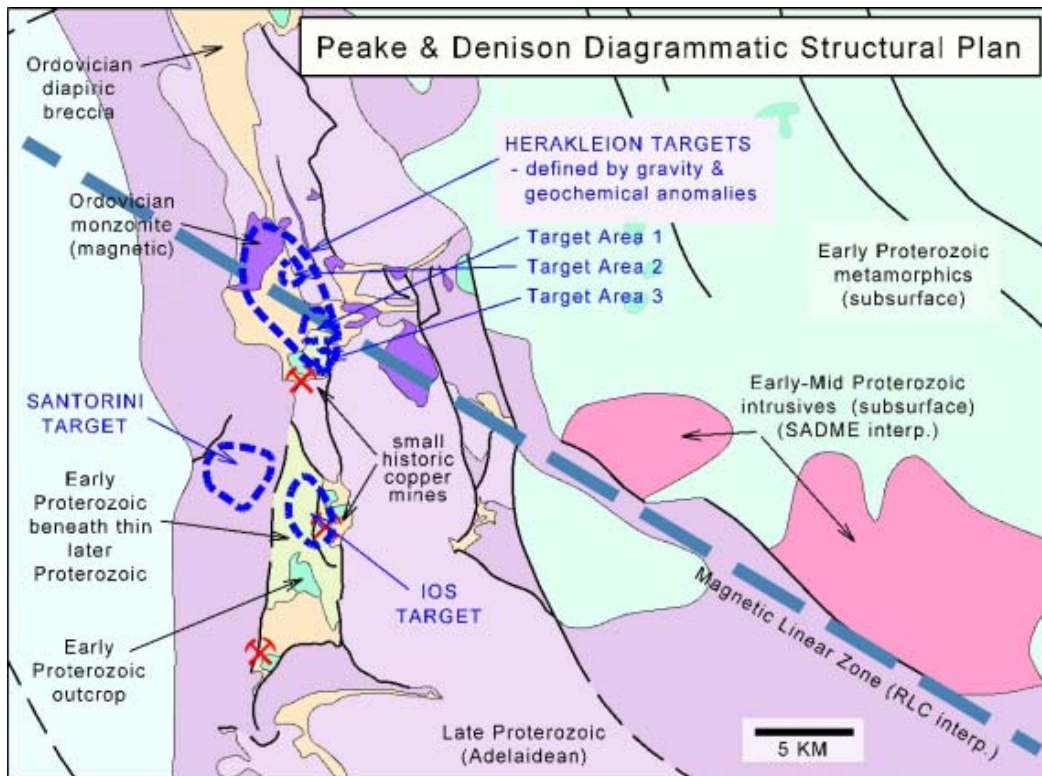 Peake & Denison Diagrammatic Structural Plan
Ordovician
diapiric
breccia
HERAKLEION TARGETS
- defined by gravity &
geochemical anomalies
Ordovician
monzonite
(magnetic)
Target Area 1
Target Area 2
Target Area 3
Early Proterozoic
metamorphics
(subsurface)
Early-Mid Proterozoic
intrusives (subsurface)
(SADME interp.)
SANTORINI
TARGET
small
historic
copper
mines
Early
Proterozoic
beneath thin
later
Proterozoic
IOS
TARGET
Early
Proterozoic
outcrop
Magnetic Linear Zone (RLC interp.)
Late Proterozoic
(Adelaidean)
5 KM